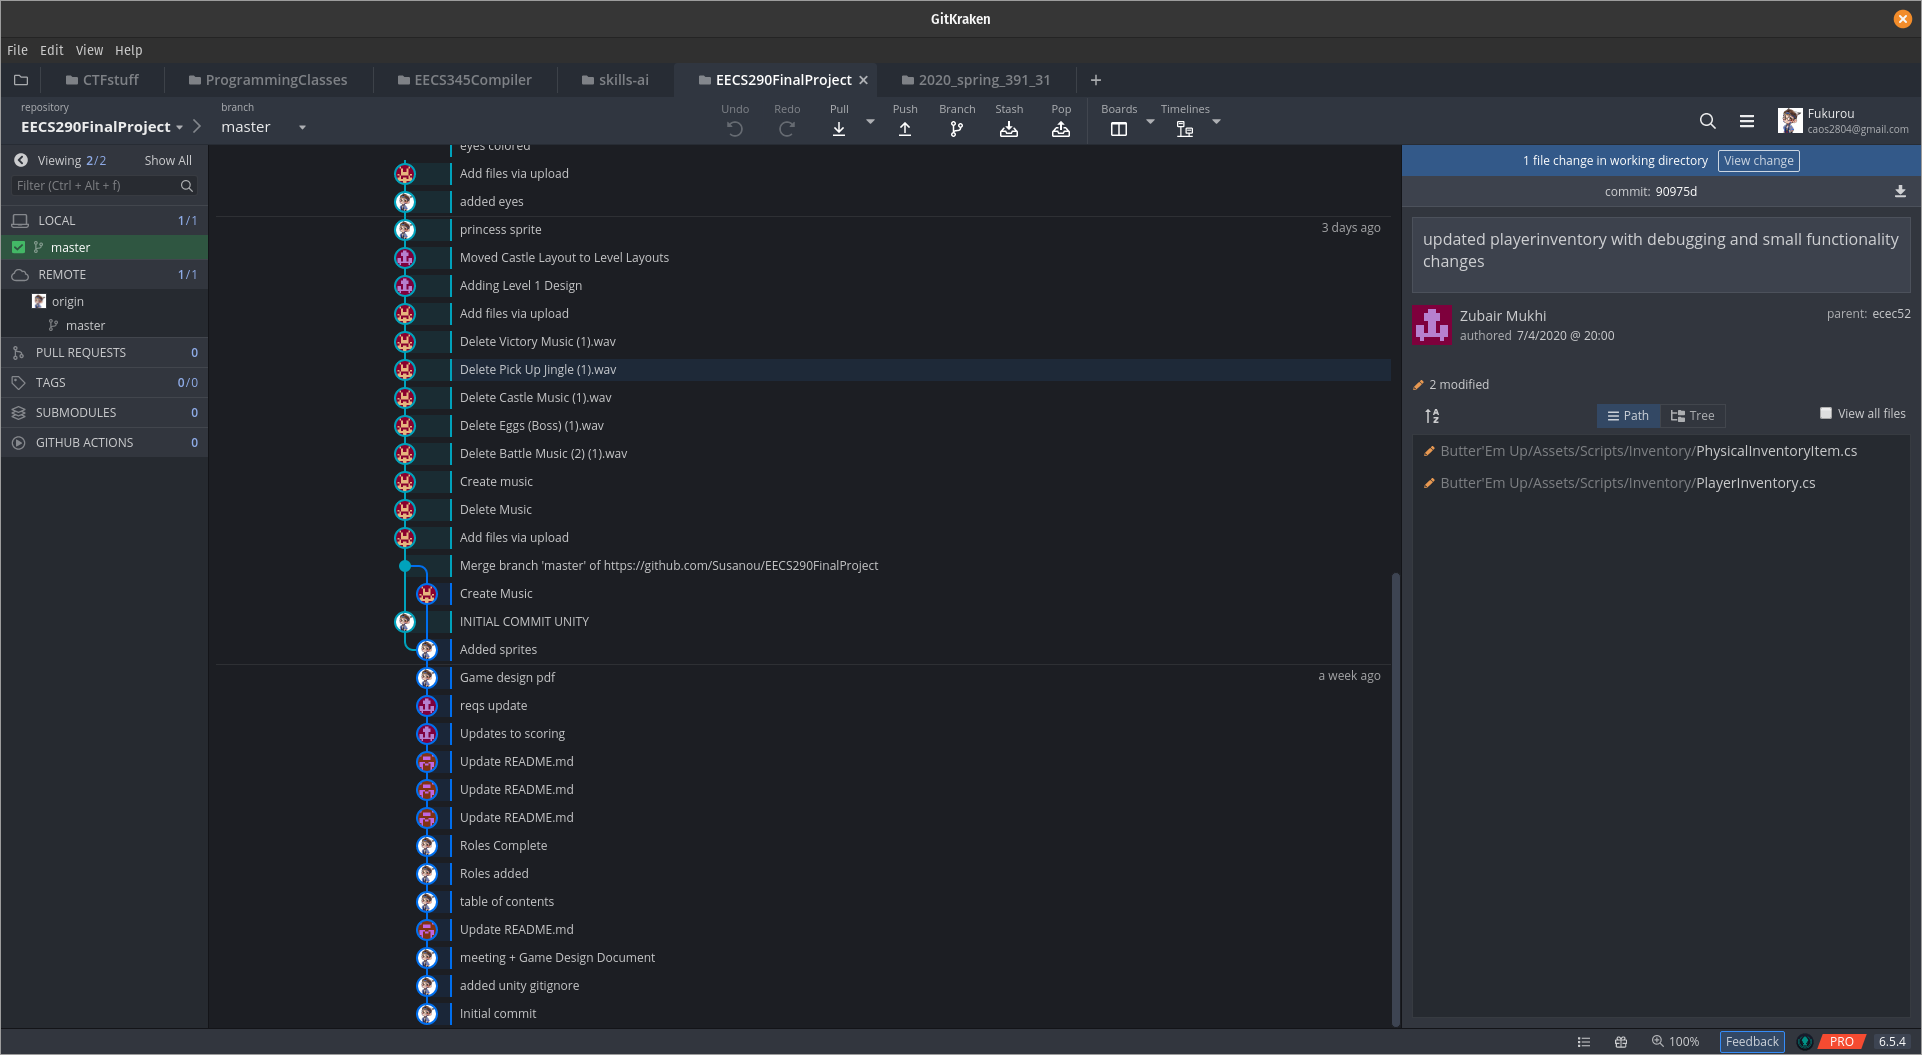 GitKraken
File Edit View Help
CTFstuff ProgrammingClasses EECS345Compiler skills-ai EECS290FinalProject 2020_spring_391_31
repository
EECS290FinalProject
branch
master
Undo Redo Pull Push Branch Stash Pop Boards Timelines
Fukurou
caos2804@gmail.com
Viewing 2/2 Show All
Filter (Ctrl + Alt + f)
LOCAL 1/1
master
REMOTE 1/1
origin
master
PULL REQUESTS 0
TAGS 0/0
SUBMODULES 0
GITHUB ACTIONS 0
eyes colored
Add files via upload
added eyes
princess sprite 3 days ago
Moved Castle Layout to Level Layouts
Adding Level 1 Design
Add files via upload
Delete Victory Music (1).wav
Delete Pick Up Jingle (1).wav
Delete Castle Music (1).wav
Delete Eggs (Boss) (1).wav
Delete Battle Music (2) (1).wav
Create music
Delete Music
Add files via upload
Merge branch 'master' of https://github.com/Susanou/EECS290FinalProject
Create Music
INITIAL COMMIT UNITY
Added sprites
Game design pdf a week ago
reqs update
Updates to scoring
Update README.md
Update README.md
Update README.md
Roles Complete
Roles added
table of contents
Update README.md
meeting + Game Design Document
added unity gitignore
Initial commit
1 file change in working directory View change
commit: 90975d
updated playerinventory with debugging and small functionality
changes
Zubair Mukhi parent: ecec52
authored 7/4/2020 @ 20:00
2 modified
Path Tree View all files
Butter'Em Up/Assets/Scripts/Inventory/PhysicalInventoryItem.cs
Butter'Em Up/Assets/Scripts/Inventory/PlayerInventory.cs
100% Feedback PRO 6.5.4